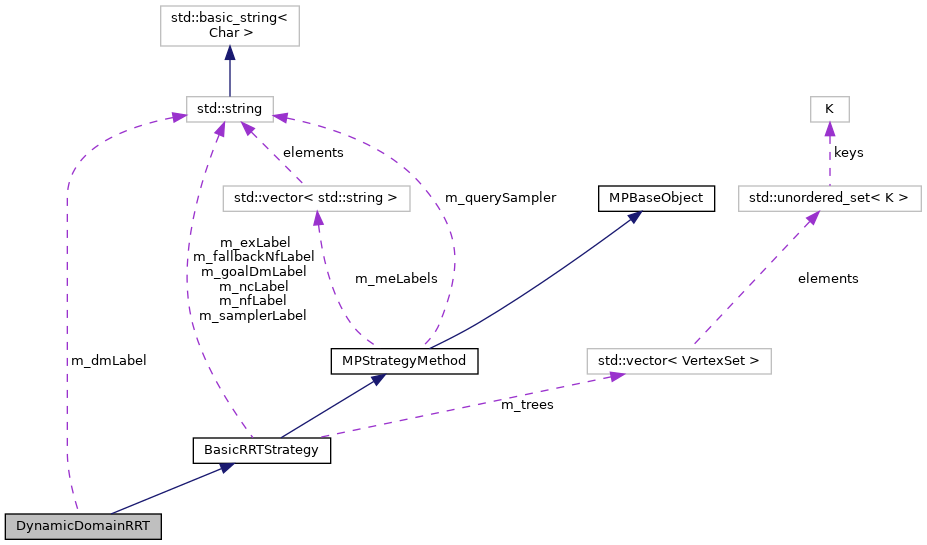 std::basic_string<
Char >
std::string
K
elements
keys
std::vector< std::string >
m_querySampler
MPBaseObject
std::unordered_set< K >
m_exLabel
m_fallbackNfLabel
m_goalDmLabel
m_ncLabel
m_nfLabel
m_samplerLabel
m_meLabels
elements
m_dmLabel
MPStrategyMethod
std::vector< VertexSet >
m_trees
BasicRRTStrategy
DynamicDomainRRT